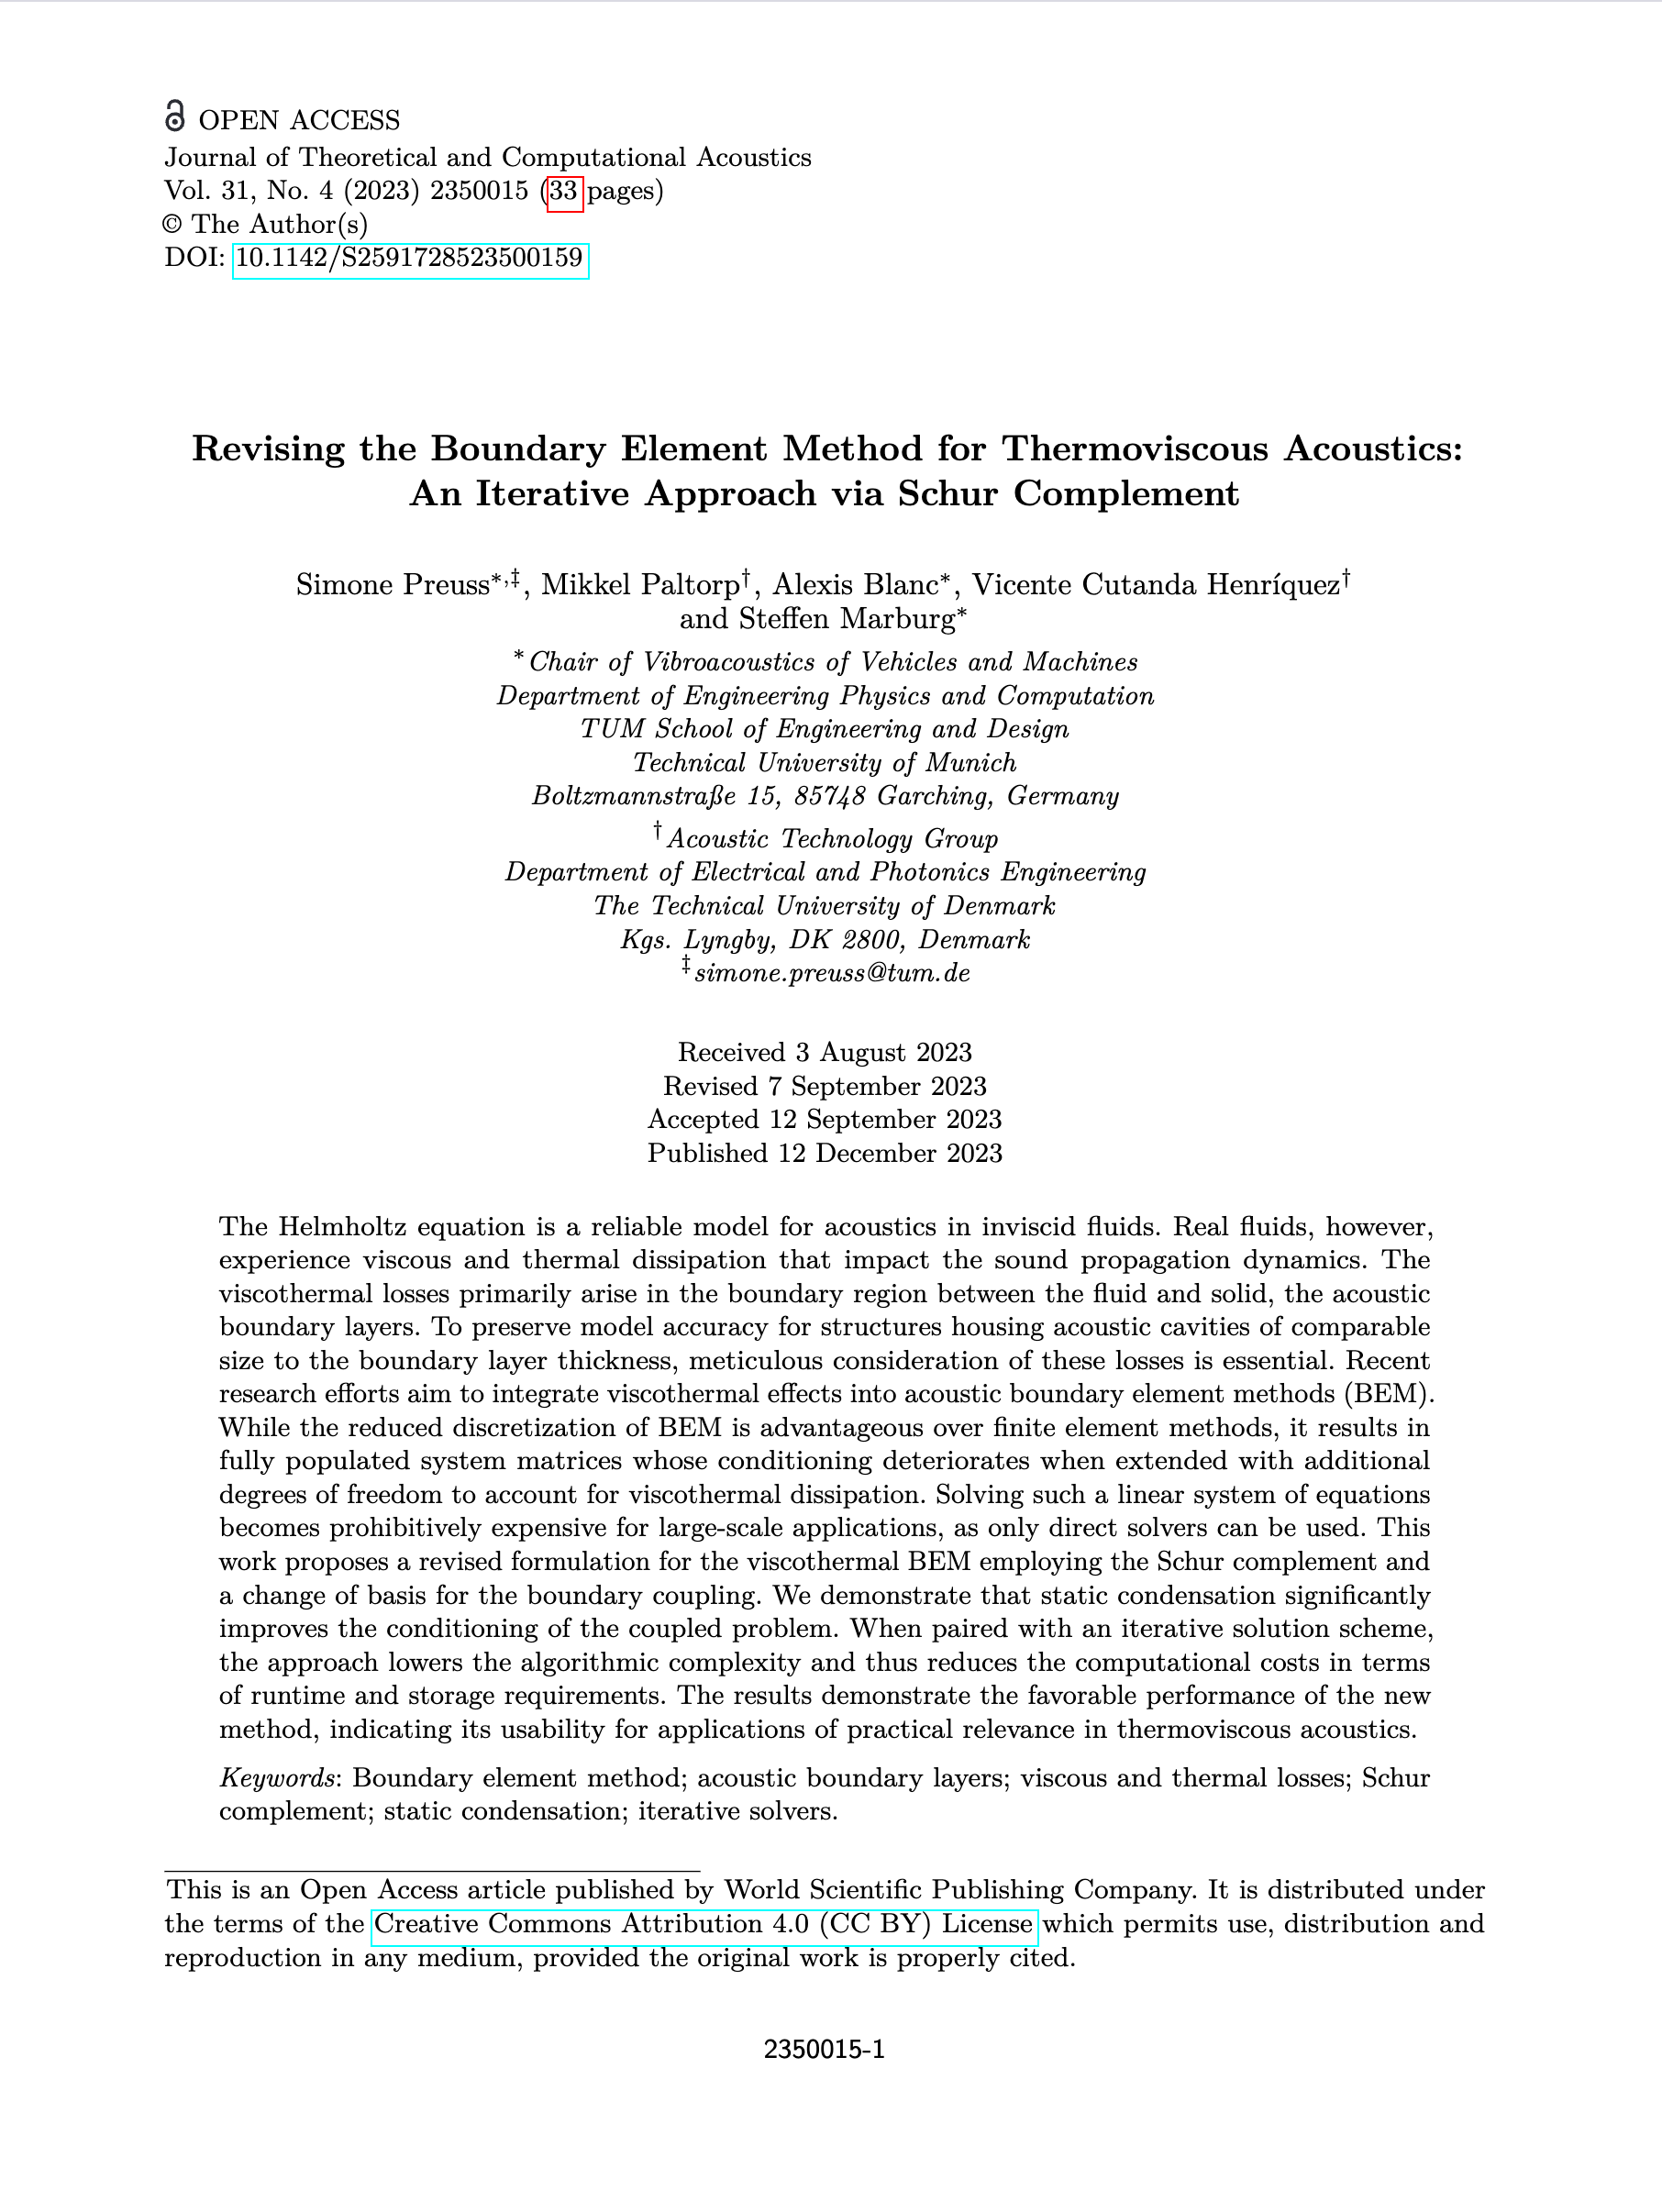 OPEN ACCESS
Journal of Theoretical and Computational Acoustics
Vol. 31, No. 4 (2023) 2350015 (33 pages)
© The Author(s)
DOI: 10.1142/S2591728523500159
Revising the Boundary Element Method for Thermoviscous Acoustics:
An Iterative Approach via Schur Complement
Simone Preuss*,‡, Mikkel Paltorp†, Alexis Blanc*, Vicente Cutanda Henríquez†
and Steffen Marburg*
*Chair of Vibroacoustics of Vehicles and Machines
Department of Engineering Physics and Computation
TUM School of Engineering and Design
Technical University of Munich
Boltzmannstraße 15, 85748 Garching, Germany
†Acoustic Technology Group
Department of Electrical and Photonics Engineering
The Technical University of Denmark
Kgs. Lyngby, DK 2800, Denmark
‡simone.preuss@tum.de
Received 3 August 2023
Revised 7 September 2023
Accepted 12 September 2023
Published 12 December 2023
The Helmholtz equation is a reliable model for acoustics in inviscid fluids. Real fluids, however,
experience viscous and thermal dissipation that impact the sound propagation dynamics. The
viscothermal losses primarily arise in the boundary region between the fluid and solid, the acoustic
boundary layers. To preserve model accuracy for structures housing acoustic cavities of comparable
size to the boundary layer thickness, meticulous consideration of these losses is essential. Recent
research efforts aim to integrate viscothermal effects into acoustic boundary element methods (BEM).
While the reduced discretization of BEM is advantageous over finite element methods, it results in
fully populated system matrices whose conditioning deteriorates when extended with additional
degrees of freedom to account for viscothermal dissipation. Solving such a linear system of equations
becomes prohibitively expensive for large-scale applications, as only direct solvers can be used. This
work proposes a revised formulation for the viscothermal BEM employing the Schur complement and
a change of basis for the boundary coupling. We demonstrate that static condensation significantly
improves the conditioning of the coupled problem. When paired with an iterative solution scheme,
the approach lowers the algorithmic complexity and thus reduces the computational costs in terms
of runtime and storage requirements. The results demonstrate the favorable performance of the new
method, indicating its usability for applications of practical relevance in thermoviscous acoustics.
Keywords: Boundary element method; acoustic boundary layers; viscous and thermal losses; Schur
complement; static condensation; iterative solvers.
This is an Open Access article published by World Scientific Publishing Company. It is distributed under
the terms of the Creative Commons Attribution 4.0 (CC BY) License which permits use, distribution and
reproduction in any medium, provided the original work is properly cited.
2350015-1